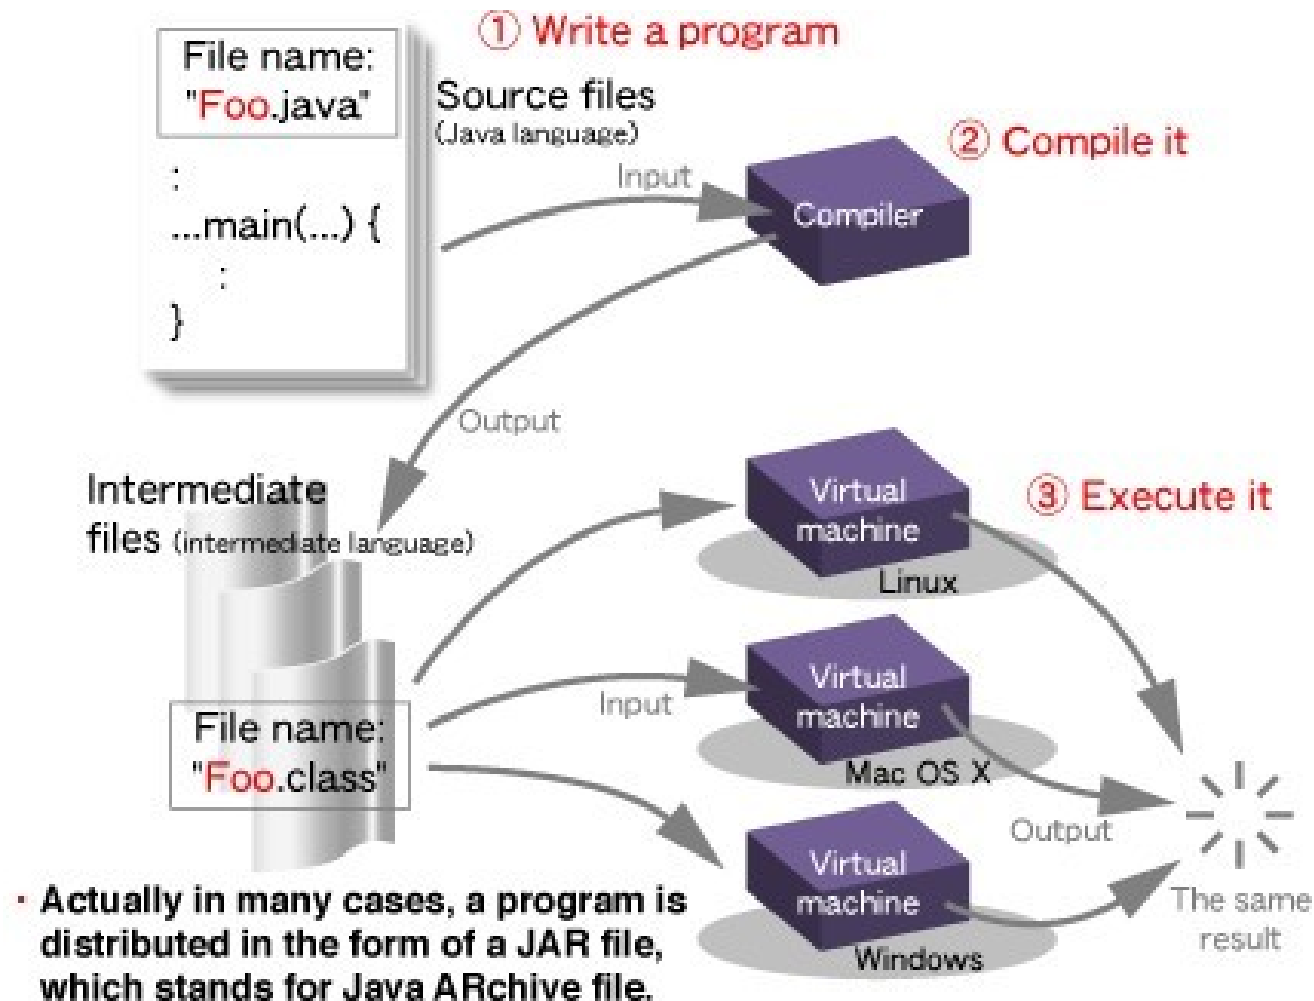 ① Write a program
File name:
"Foo.java"
Source files
(Java language)
:
...main(...) {
:
}
Input
② Compile it
Compiler
Output
Intermediate
files (intermediate language)
File name:
"Foo.class"
③ Execute it
Virtual
machine
Linux
Input
Virtual
machine
Mac OS X
Virtual
machine
Windows
Output
The same
result
· Actually in many cases, a program is
distributed in the form of a JAR file,
which stands for Java ARchive file.